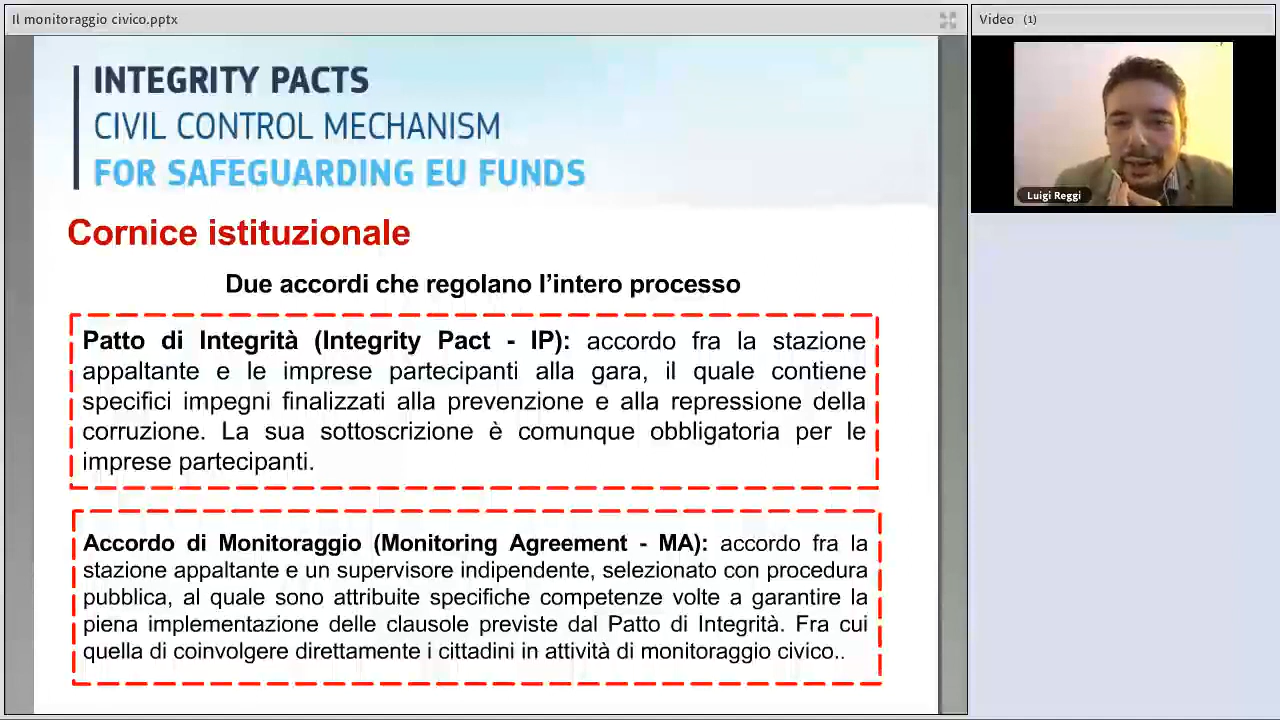 Il monitoraggio civico.pptx
Video (1)
INTEGRITY PACTS
CIVIL CONTROL MECHANISM
FOR SAFEGUARDING EU FUNDS
Luigi Reggi
Cornice istituzionale
Due accordi che regolano l’intero processo
Patto di Integrità (Integrity Pact - IP): accordo fra la stazione
appaltante e le imprese partecipanti alla gara, il quale contiene
specifici impegni finalizzati alla prevenzione e alla repressione della
corruzione. La sua sottoscrizione è comunque obbligatoria per le
imprese partecipanti.
Accordo di Monitoraggio (Monitoring Agreement - MA): accordo fra la
stazione appaltante e un supervisore indipendente, selezionato con procedura
pubblica, al quale sono attribuite specifiche competenze volte a garantire la
piena implementazione delle clausole previste dal Patto di Integrità. Fra cui
quella di coinvolgere direttamente i cittadini in attività di monitoraggio civico..